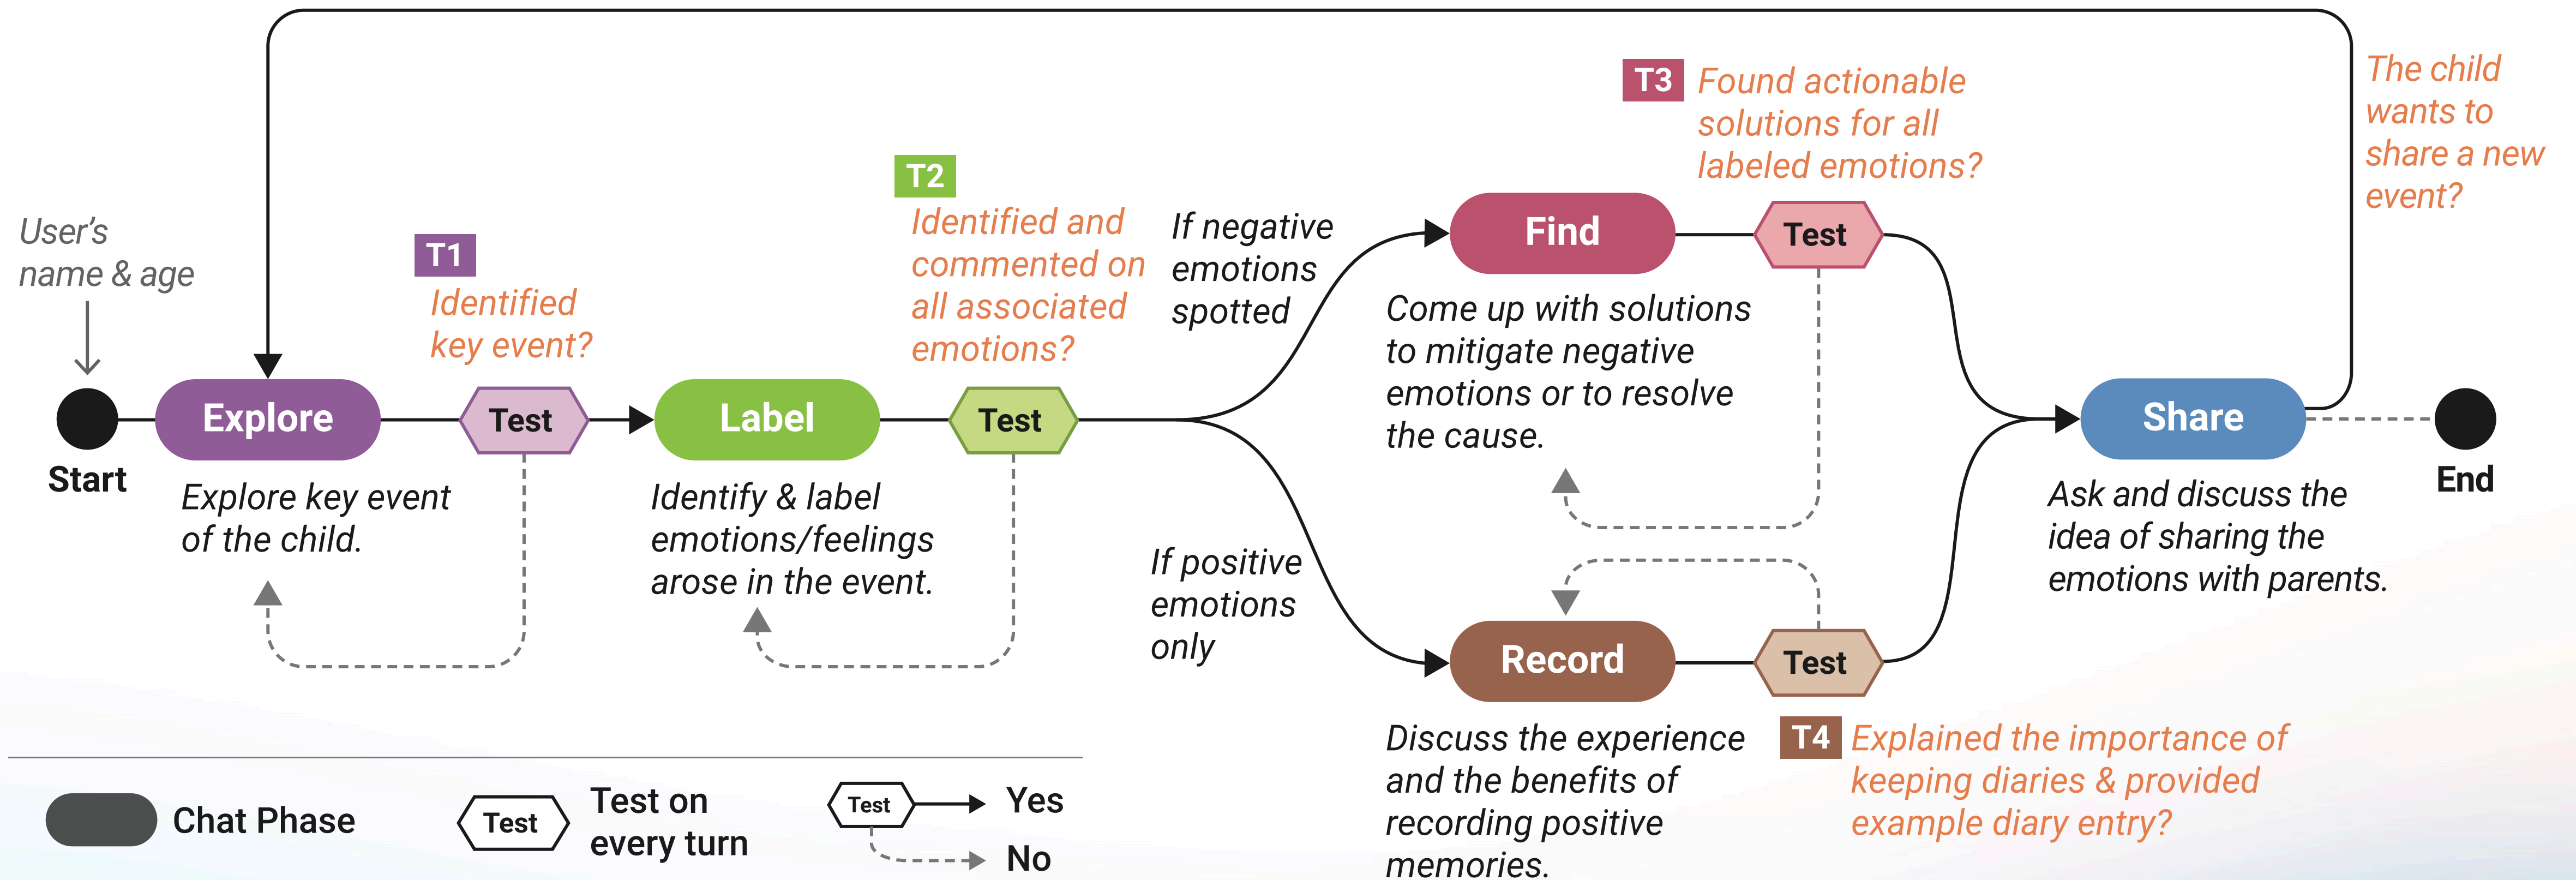 User's
name & age
Start
Explore
Explore key event
of the child.
T1
Identified
key event?
Test
Label
Identify & label
emotions/feelings
arose in the event.
T2
Identified and
commented on
all associated
emotions?
Test
If negative
emotions
spotted
If positive
emotions
only
Find
Come up with solutions
to mitigate negative
emotions or to resolve
the cause.
T3
Found actionable
solutions for all
labeled emotions?
Test
Record
Discuss the experience
and the benefits of
recording positive
memories.
Test
T4
Explained the importance of
keeping diaries & provided
example diary entry?
Share
Ask and discuss the
idea of sharing the
emotions with parents.
The child
wants to
share a new
event?
End
Chat Phase
Test
Test on
every turn
Test
Yes
No